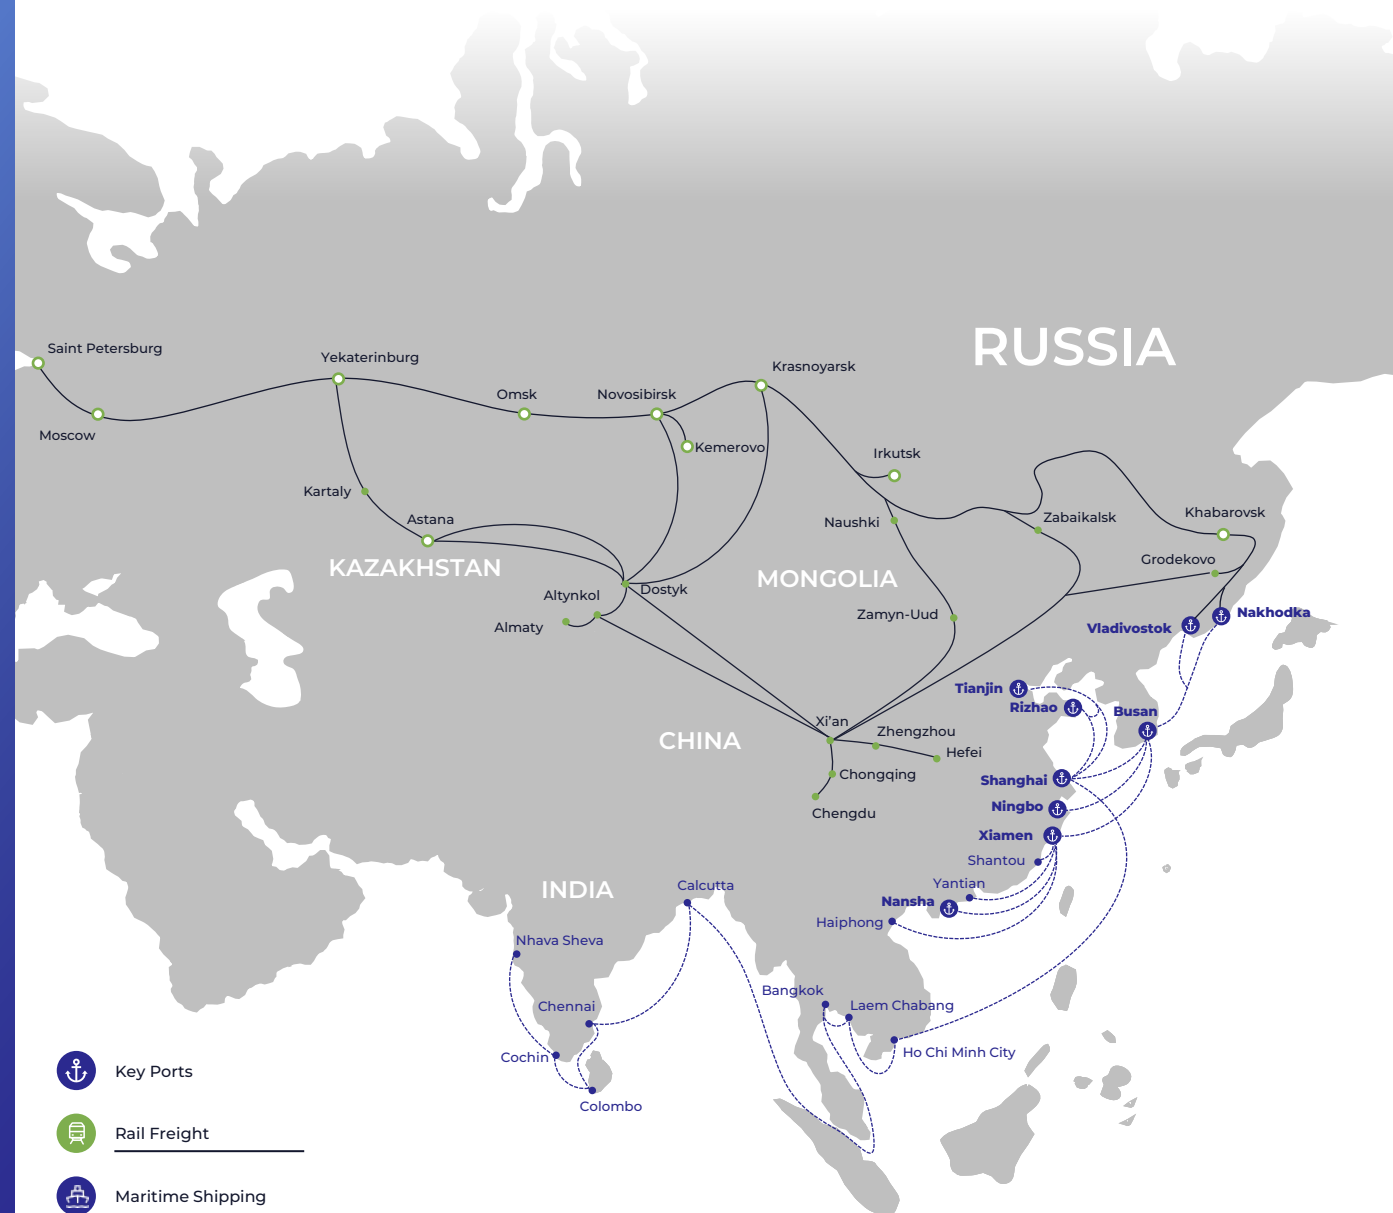 RUSSIA
Saint Petersburg
Yekaterinburg
Krasnoyarsk
Omsk
Novosibirsk
Moscow
Kemerovo
Irkutsk
Kartaly
Astana
Naushki
Zabaikalsk
Khabarovsk
KAZAKHSTAN
MONGOLIA
Grodekovo
Altynkol
Dostyk
Almaty
Zamyn-Uud
Nakhodka
Vladivostok
Tianjin
Rizhao
Busan
Xi'an
Zhengzhou
CHINA
Hefei
Chongqing
Shanghai
Ningbo
Chengdu
Xiamen
Shantou
INDIA
Calcutta
Yantian
Nansha
Haiphong
Nhava Sheva
Bangkok
Laem Chabang
Chennai
Cochin
Ho Chi Minh City
Colombo
Key Ports
Rail Freight
Maritime Shipping